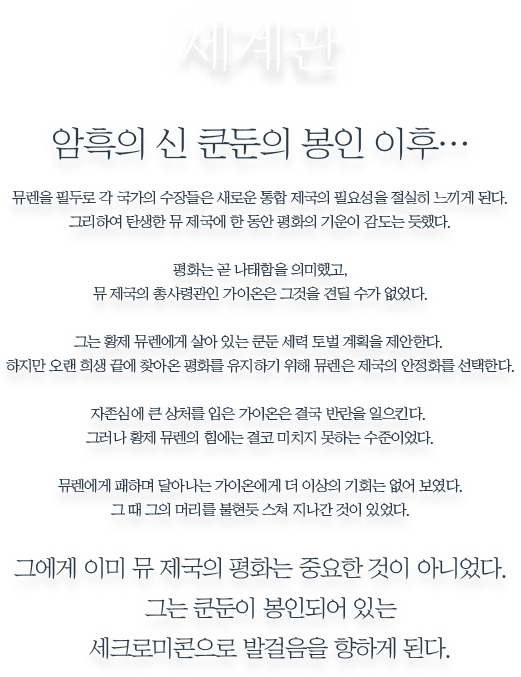 세계관
암흑의 신 쿤둔의 봉인 이후…
뮤렌을 필두로 각 국가의 수장들은 새로운 통합 제국의 필요성을 절실히 느끼게 된다.
그리하여 탄생한 뮤 제국에 한 동안 평화의 기운이 감도는 듯했다.
평화는 곧 나태함을 의미했고,
뮤 제국의 총사령관인 가이온은 그것을 견딜 수가 없었다.
그는 황제 뮤렌에게 살아 있는 쿤둔 세력 토벌 계획을 제안한다.
하지만 오랜 희생 끝에 찾아온 평화를 유지하기 위해 뮤렌은 제국의 안정화를 선택한다.
자존심에 큰 상처를 입은 가이온은 결국 반란을 일으킨다.
그러나 황제 뮤렌의 힘에는 결코 미치지 못하는 수준이었다.
뮤렌에게 패하며 달아나는 가이온에게 더 이상의 기회는 없어 보였다.
그 때 그의 머리를 불현듯 스쳐 지나간 것이 있었다.
그에게 이미 뮤 제국의 평화는 중요한 것이 아니었다.
그는 쿤둔이 봉인되어 있는
세크로미콘으로 발걸음을 향하게 된다.